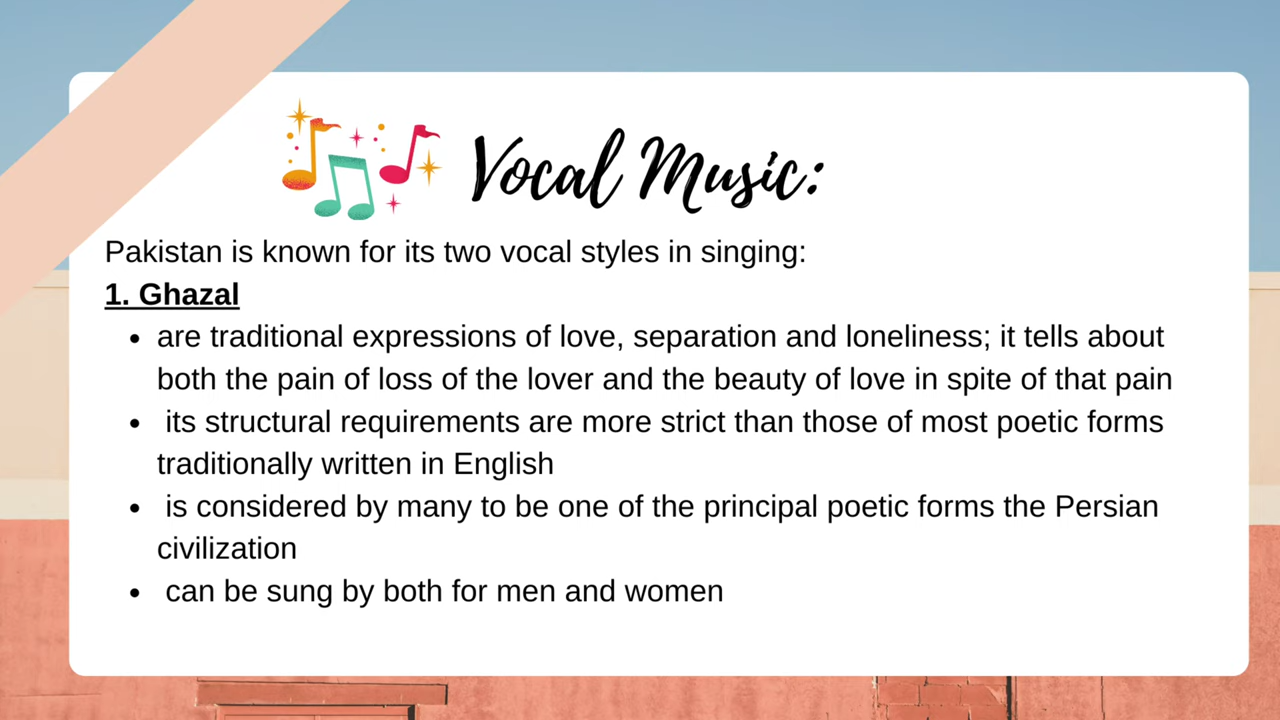 Vocal Music:
Pakistan is known for its two vocal styles in singing:
1. Ghazal
• are traditional expressions of love, separation and loneliness; it tells about
both the pain of loss of the lover and the beauty of love in spite of that pain
• its structural requirements are more strict than those of most poetic forms
traditionally written in English
• is considered by many to be one of the principal poetic forms the Persian
civilization
• can be sung by both for men and women